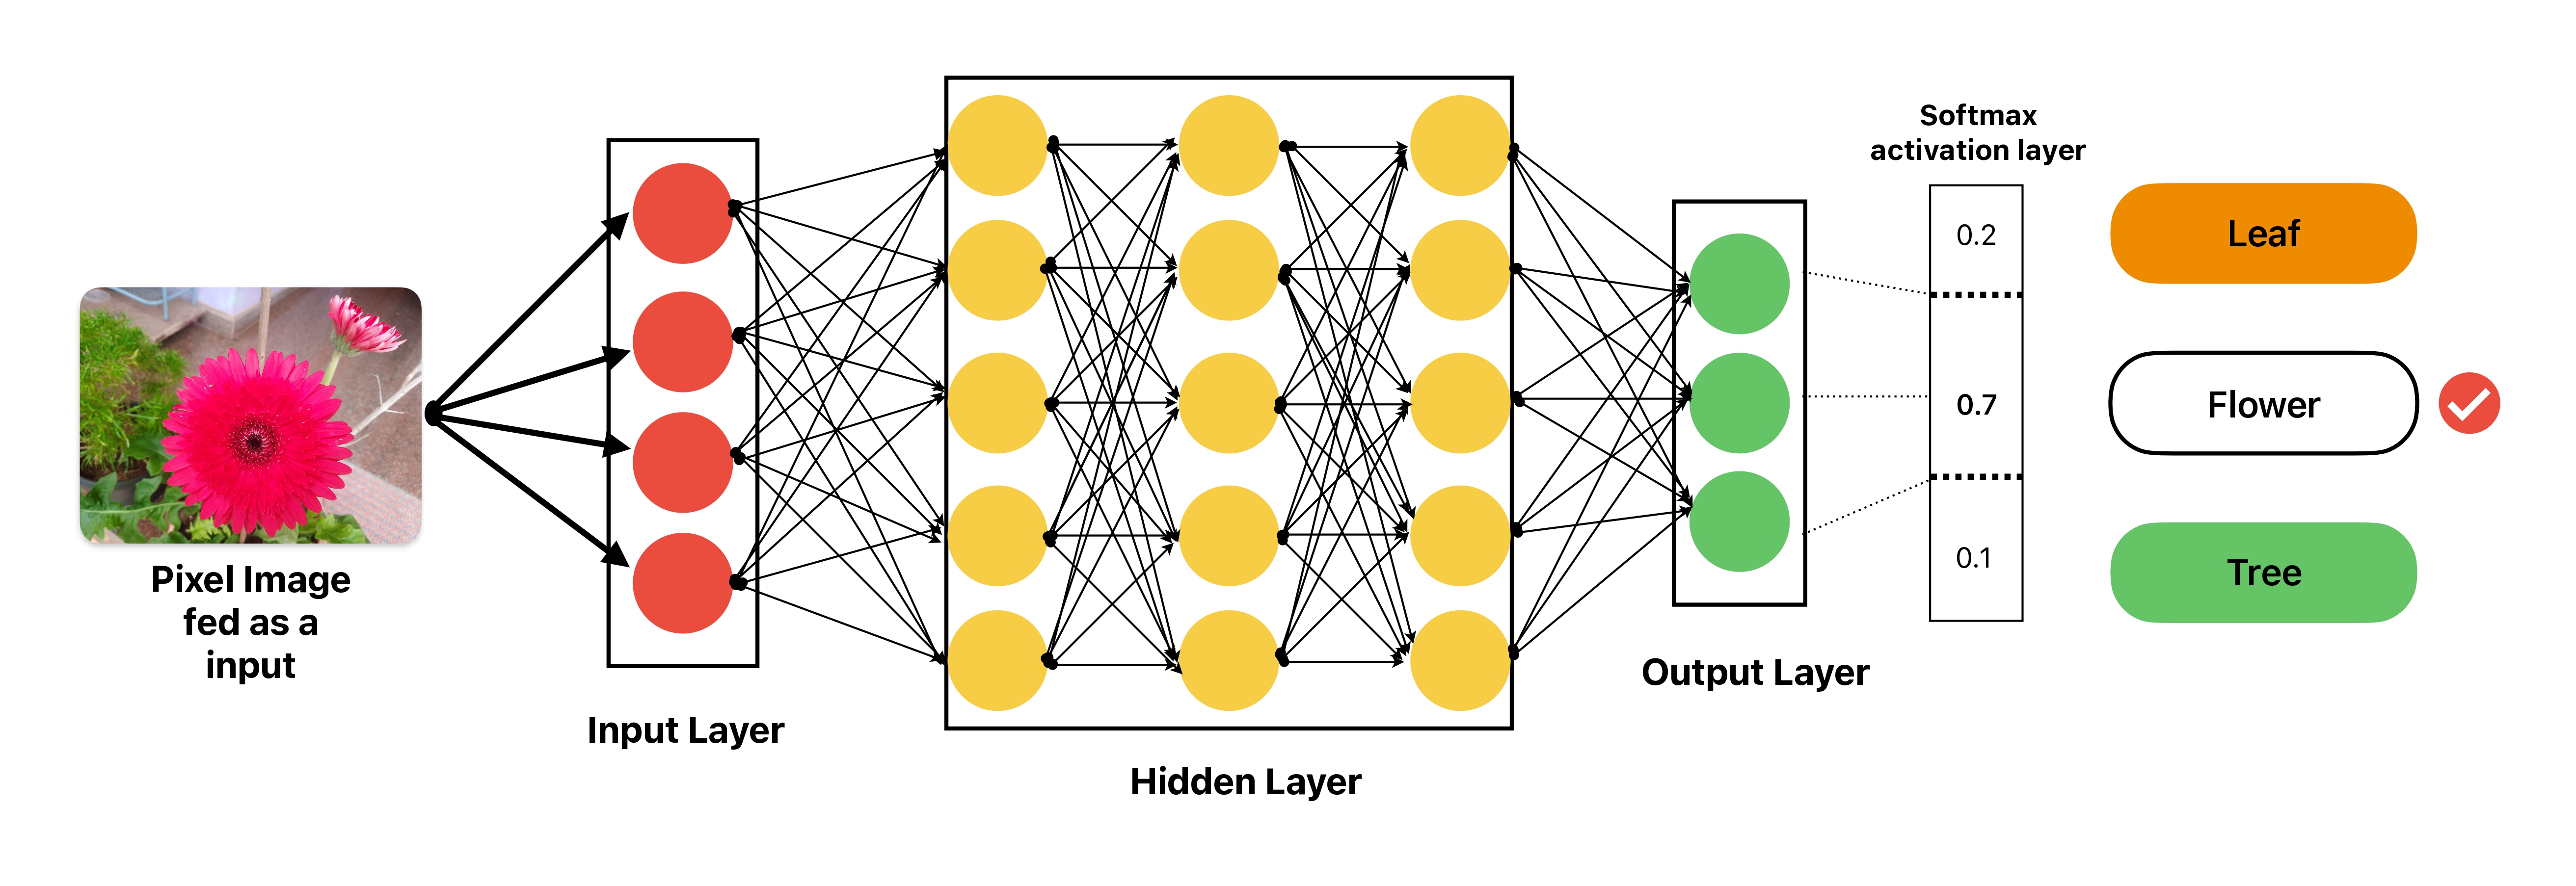 Pixel Image
fed as a
input
Input Layer
Hidden Layer
Output Layer
Softmax
activation layer
0.2
0.7
0.1
Leaf
Flower
Tree